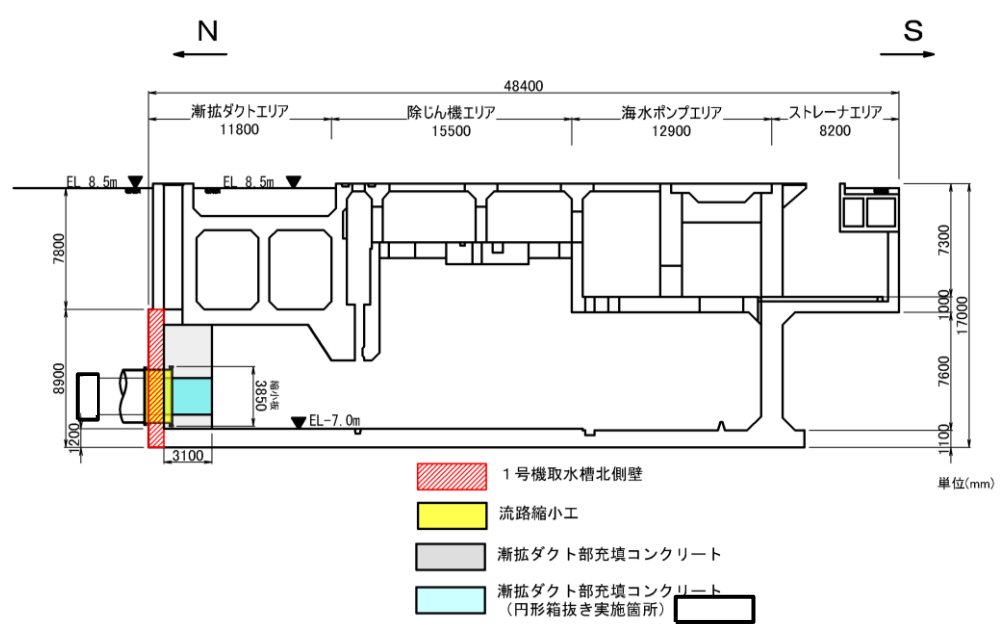 N
S
48400
漸拡ダクトエリア
除じん機エリア
海水ポンプエリア
ストレーナエリア
11800
15500
12900
8200
EL 8.5m
EL 8.5m
7800
7300
1000
17000
8900
縮小板
3850
7600
EL-7.0m
1200
1100
3100
単位(mm)
1号機取水槽北側壁
流路縮小工
漸拡ダクト部充填コンクリート
漸拡ダクト部充填コンクリート
(円形箱抜き実施箇所)